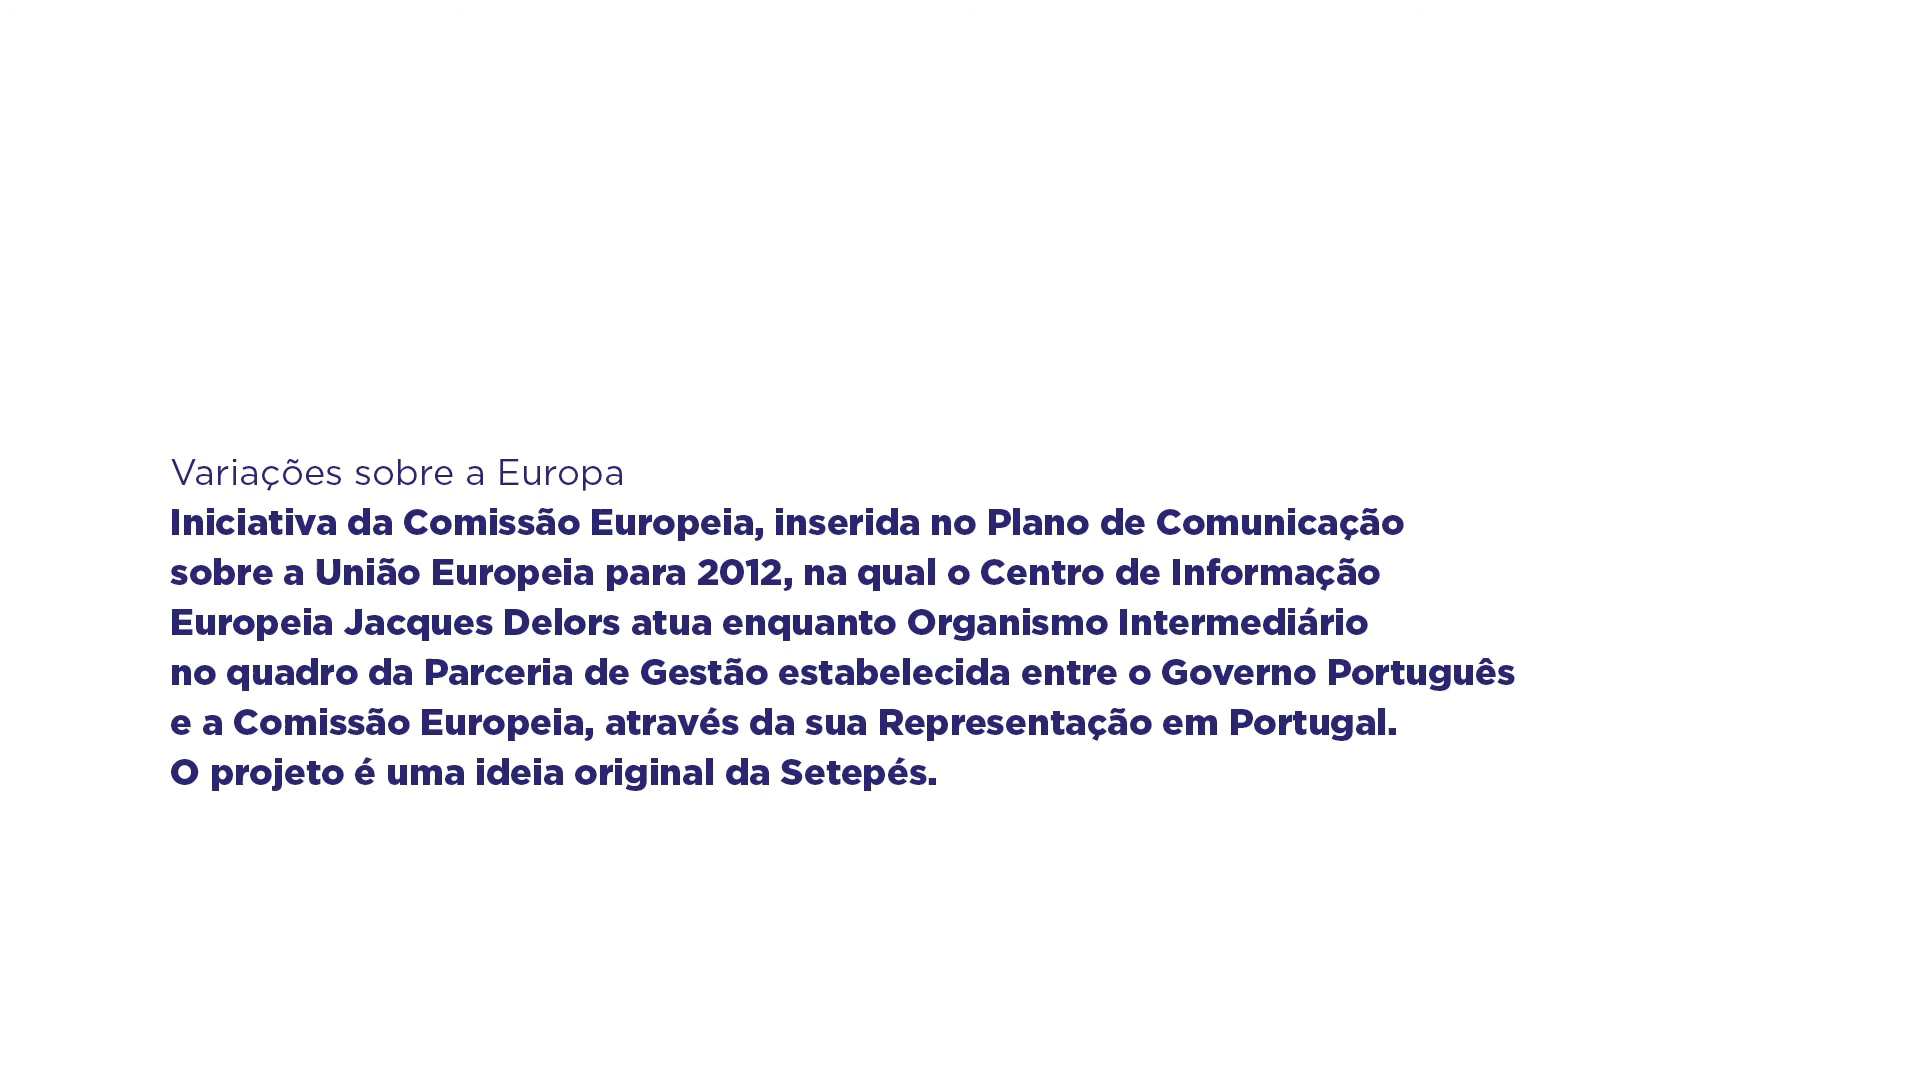 Variações sobre a Europa
Iniciativa da Comissão Europeia, inserida no Plano de Comunicação
sobre a União Europeia para 2012, na qual o Centro de Informação
Europeia Jacques Delors atua enquanto Organismo Intermediário
no quadro da Parceria de Gestão estabelecida entre o Governo Português
e a Comissão Europeia, através da sua Representação em Portugal.
O projeto é uma ideia original da Setepés.